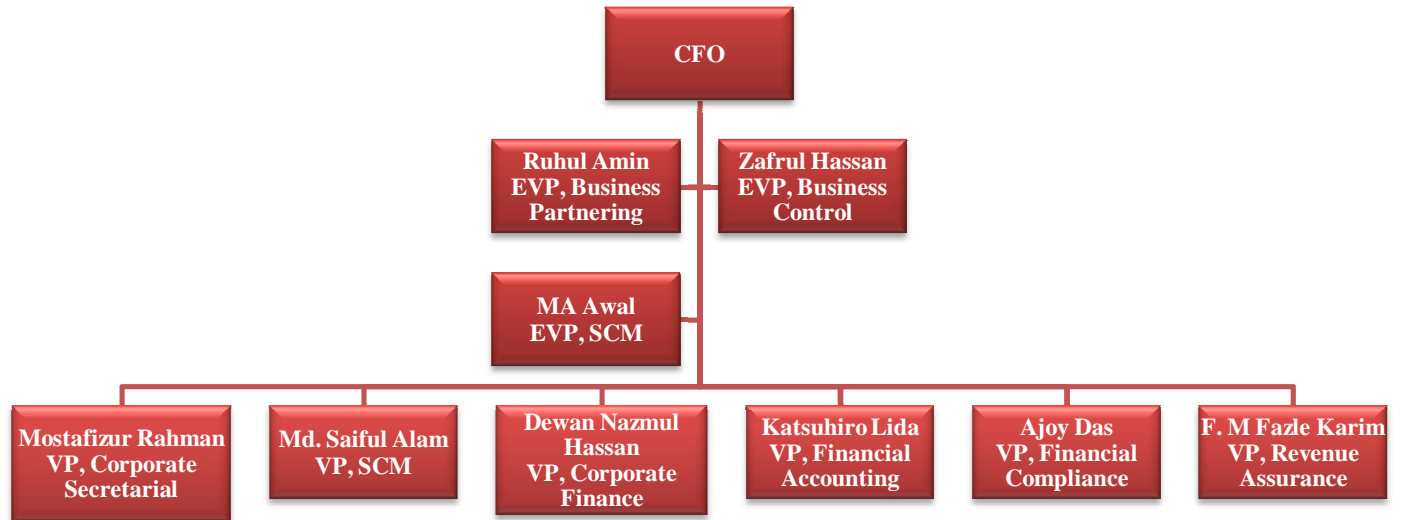 CFO
Ruhul Amin
EVP, Business
Partnering
Zafrul Hassan
EVP, Business
Control
MA Awal
EVP, SCM
Mostafizur Rahman
VP, Corporate
Secretarial
Md. Saiful Alam
VP, SCM
Dewan Nazmul
Hassan
VP, Corporate
Finance
Katsuhiro Lida
VP, Financial
Accounting
Ajoy Das
VP, Financial
Compliance
F. M Fazle Karim
VP, Revenue
Assurance